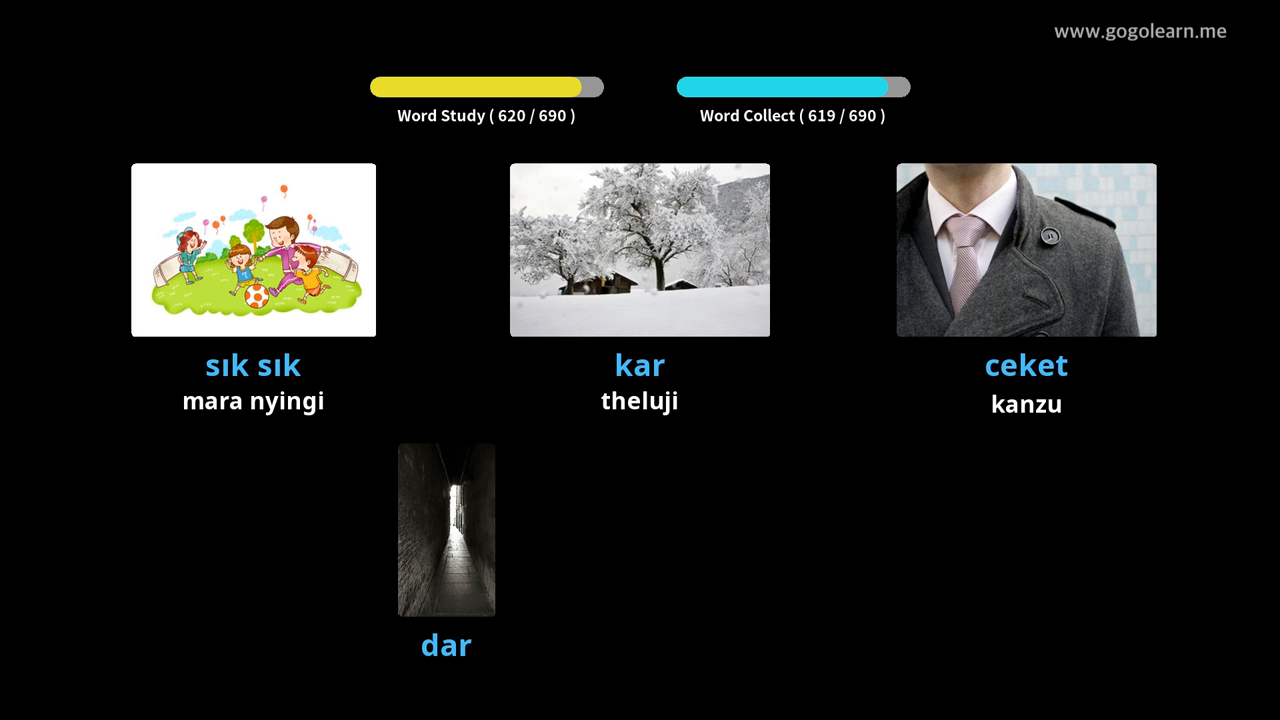 www.gogolearn.me
Word Study ( 620 / 690 )
Word Collect ( 619 / 690 )
sık sık
mara nyingi
kar
theluji
ceket
kanzu
dar